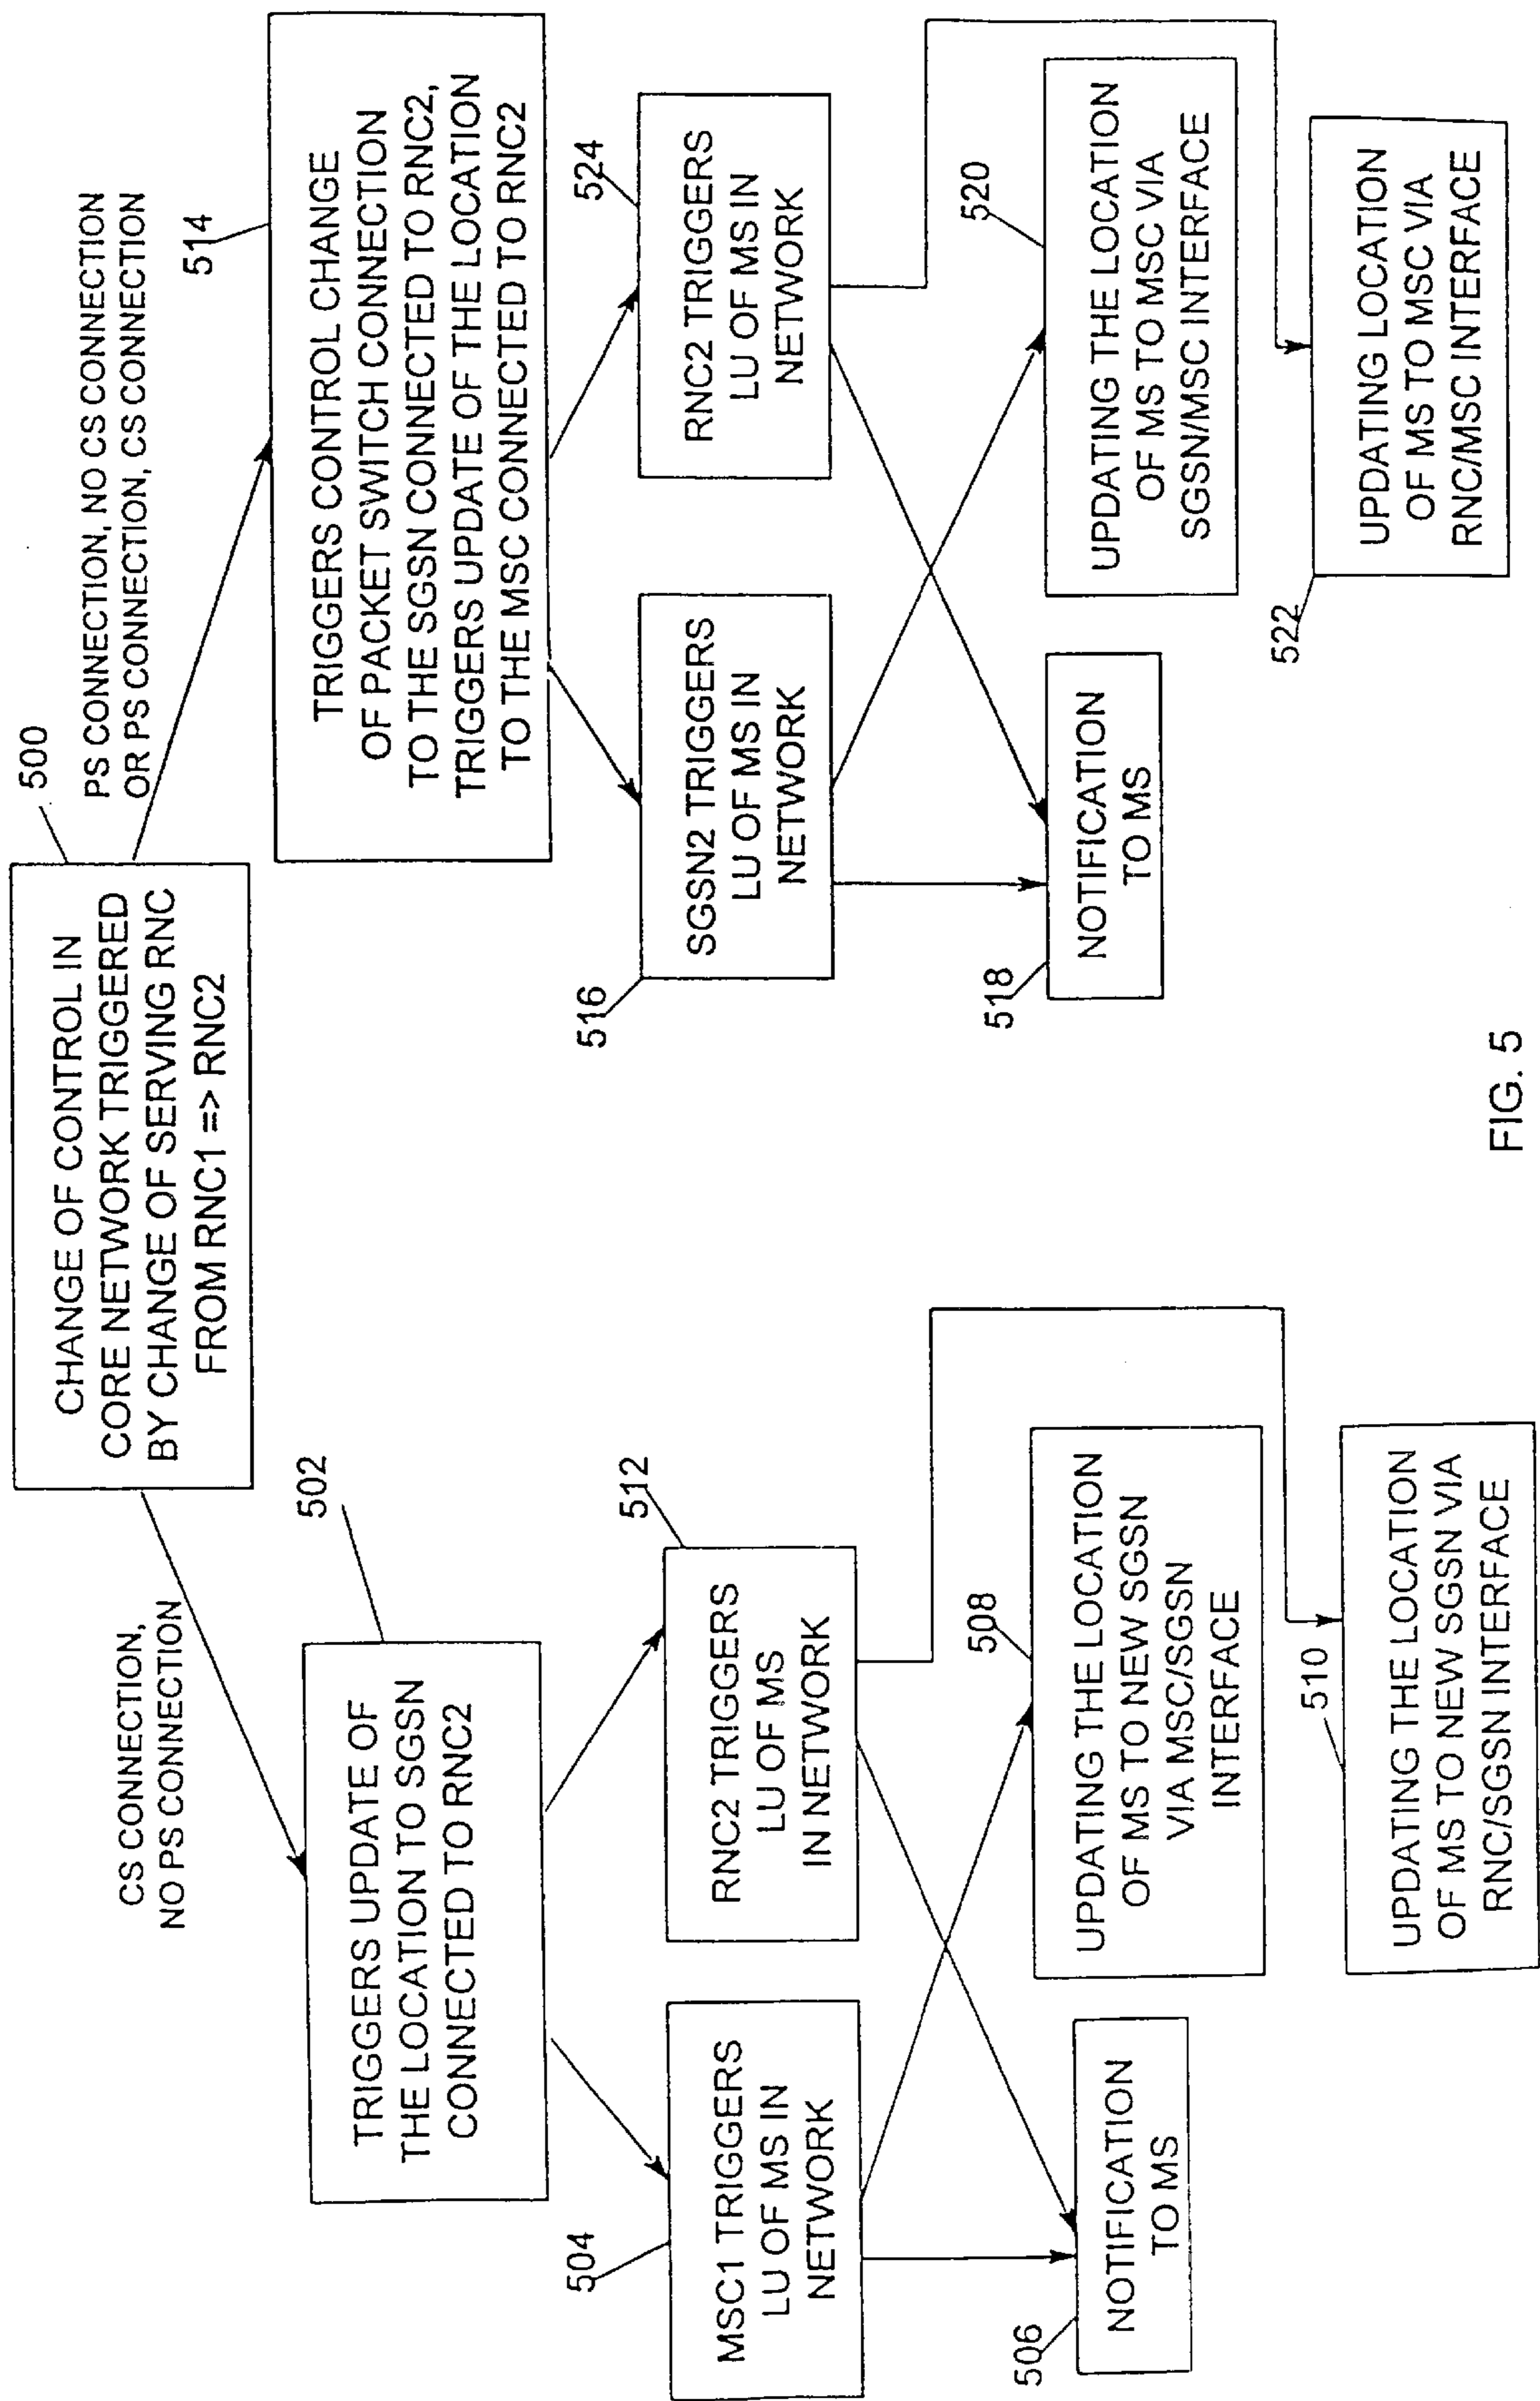 500
CHANGE OF CONTROL IN
CORE NETWORK TRIGGERED
BY CHANGE OF SERVING RNC
FROM RNC1 => RNC2
CS CONNECTION,
NO PS CONNECTION
PS CONNECTION, NO CS CONNECTION
OR PS CONNECTION, CS CONNECTION
502
TRIGGERS UPDATE OF
THE LOCATION TO SGSN
CONNECTED TO RNC2
514
TRIGGERS CONTROL CHANGE
OF PACKET SWITCH CONNECTION
TO THE SGSN CONNECTED TO RNC2,
TRIGGERS UPDATE OF THE LOCATION
TO THE MSC CONNECTED TO RNC2
504
MSC1 TRIGGERS
LU OF MS IN
NETWORK
512
RNC2 TRIGGERS
LU OF MS
IN NETWORK
516
SGSN2 TRIGGERS
LU OF MS IN
NETWORK
524
RNC2 TRIGGERS
LU OF MS IN
NETWORK
506
NOTIFICATION
TO MS
508
UPDATING THE LOCATION
OF MS TO NEW SGSN
VIA MSC/SGSN
INTERFACE
518
NOTIFICATION
TO MS
520
UPDATING THE LOCATION
OF MS TO MSC VIA
SGSN/MSC INTERFACE
510
UPDATING THE LOCATION
OF MS TO NEW SGSN VIA
RNC/SGSN INTERFACE
522
UPDATING LOCATION
OF MS TO MSC VIA
RNC/MSC INTERFACE
FIG. 5